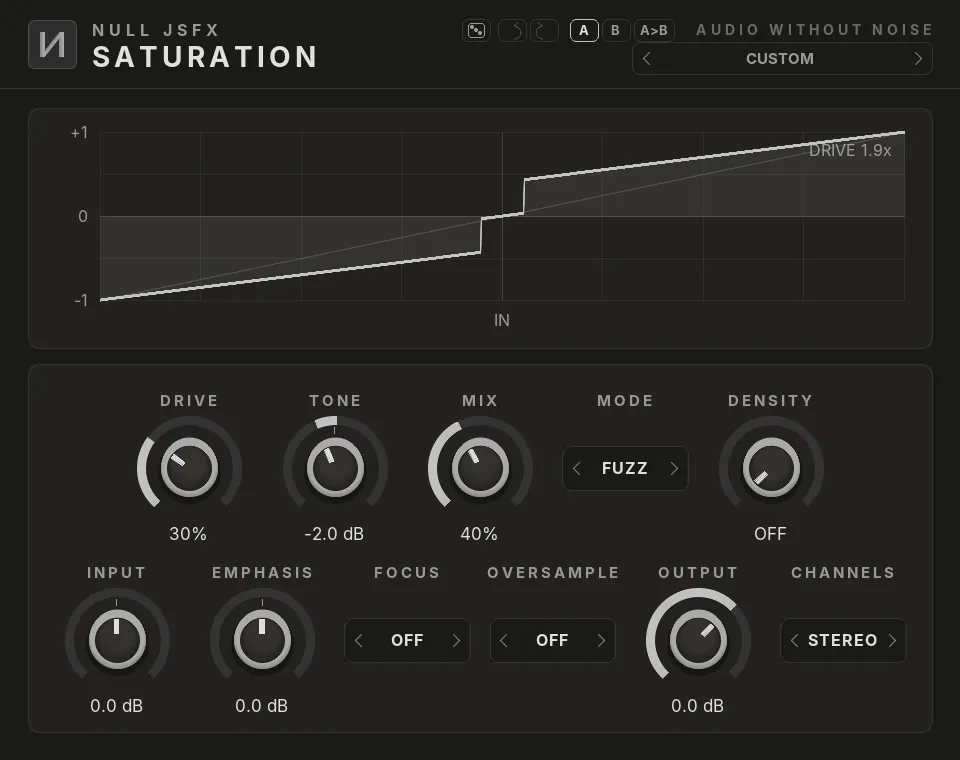 NULL JSFX
SATURATION
A B A>B
AUDIO WITHOUT NOISE
CUSTOM
+1
DRIVE 1.9x
0
-1
IN
DRIVE TONE MIX MODE DENSITY
FUZZ
30% -2.0 dB 40% OFF
INPUT EMPHASIS FOCUS OVERSAMPLE OUTPUT CHANNELS
OFF OFF STEREO
0.0 dB 0.0 dB 0.0 dB